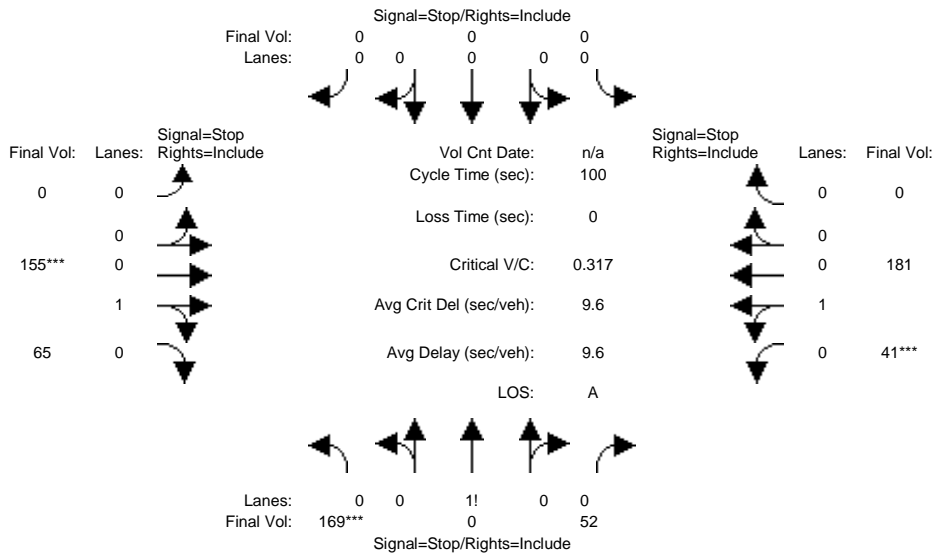 Signal=Stop/Rights=Include
Final Vol: 0 0 0
Lanes: 0 0 0 0 0
Signal=Stop Signal=Stop
Final Vol: Lanes: Rights=Include Vol Cnt Date: n/a Rights=Include Lanes: Final Vol:
Cycle Time (sec): 100
0 0 0 0
Loss Time (sec): 0
0 0
155*** 0 Critical V/C: 0.317 0 181
1 Avg Crit Del (sec/veh): 9.6 1
65 0 Avg Delay (sec/veh): 9.6 0 41***
LOS: A
Lanes: 0 0 1! 0 0
Final Vol: 169*** 0 52
Signal=Stop/Rights=Include